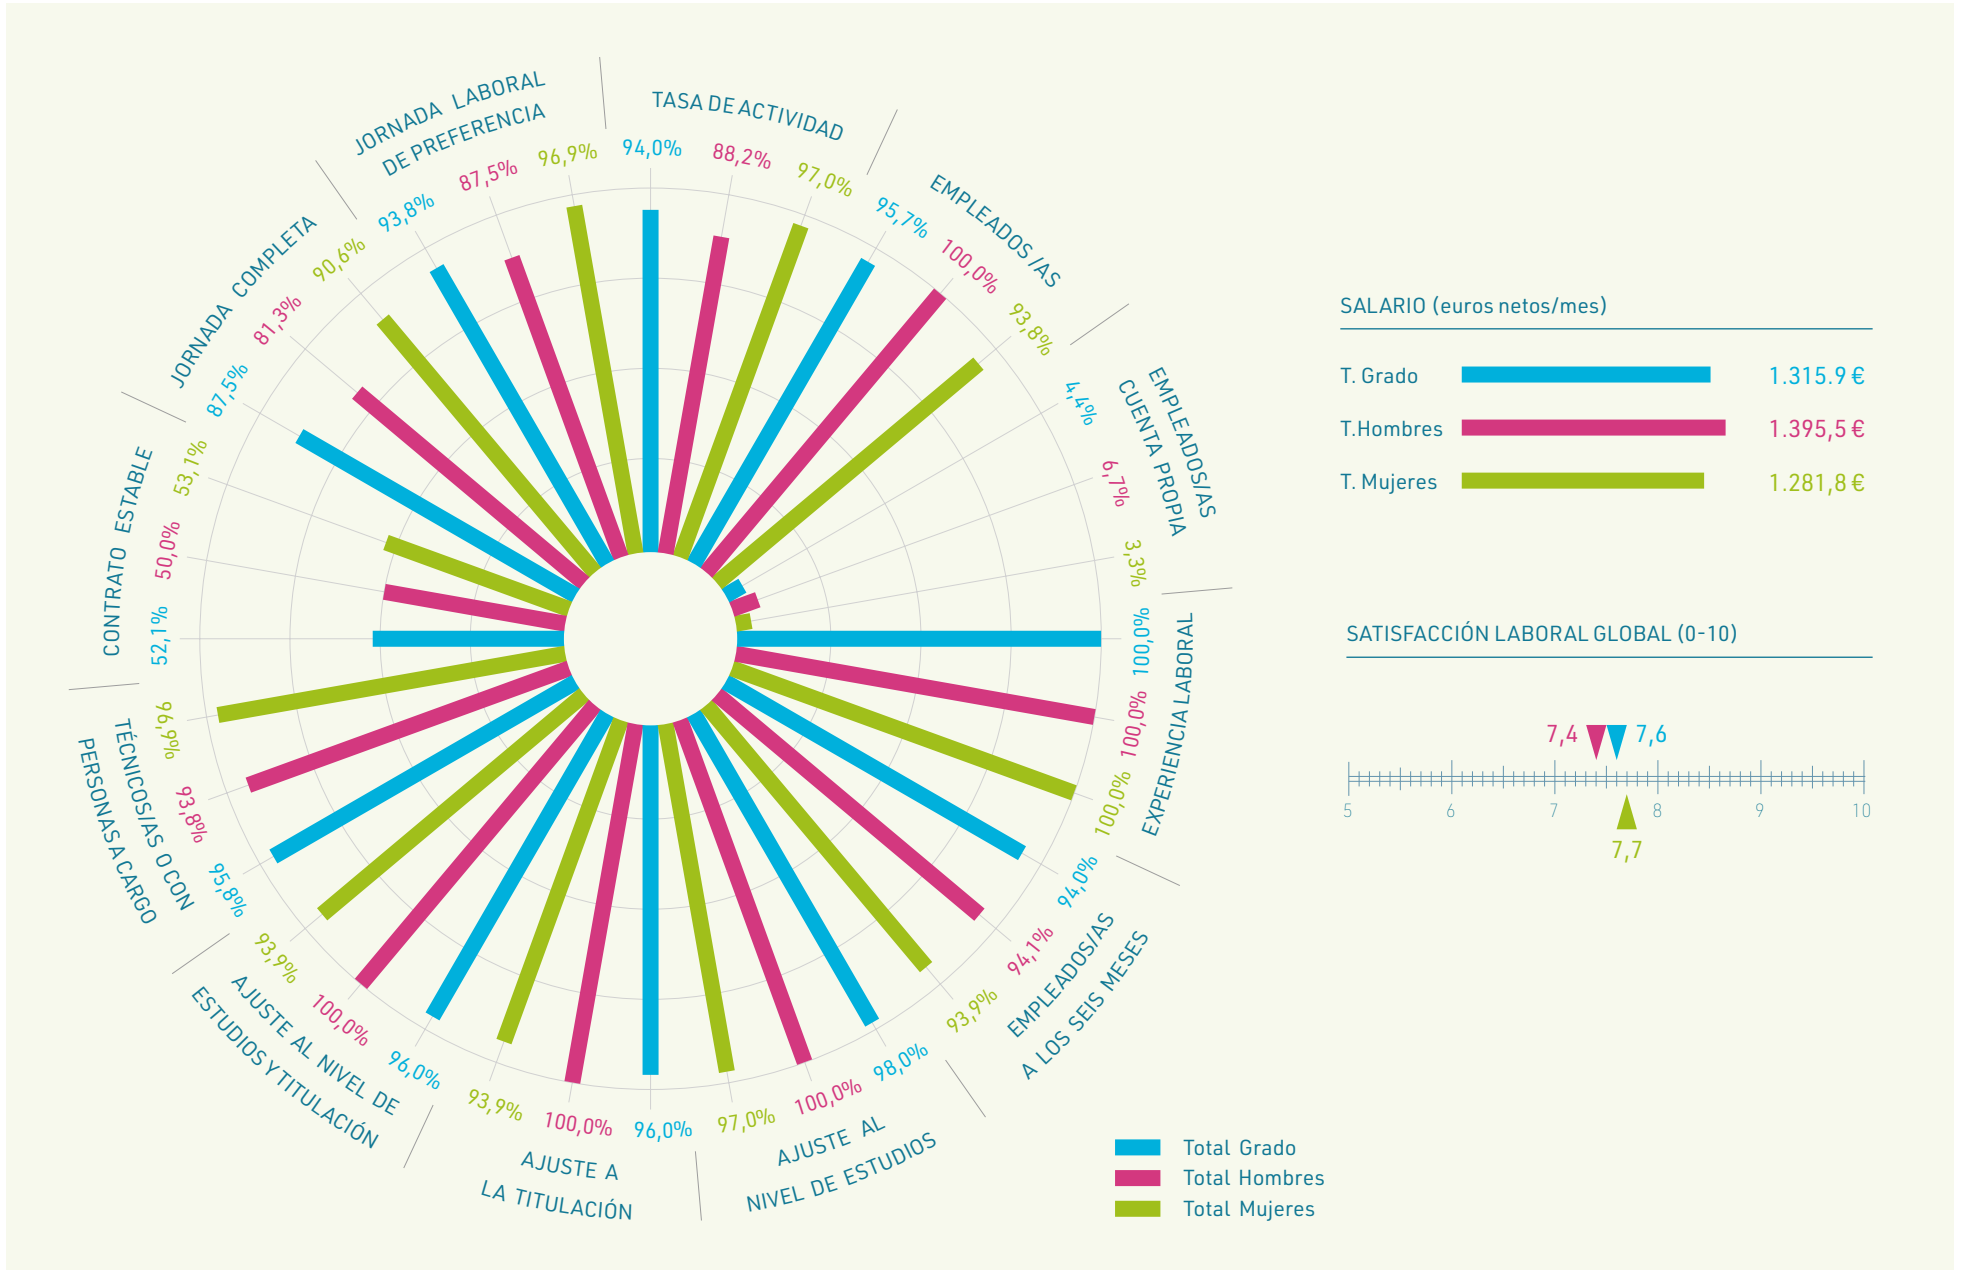 TASA DE ACTIVIDAD
94,0%
88,2%
97,0%
EMPLEADOS /AS
95,7%
100,0%
93,8%
EMPLEADOS/AS
CUENTA PROPIA
4,4%
6,7%
3,3%
EXPERIENCIA LABORAL
100,0%
100,0%
100,0%
EMPLEADOS/AS
A LOS SEIS MESES
94,0%
94,1%
93,9%
AJUSTE AL
NIVEL DE ESTUDIOS
98,0%
100,0%
97,0%
AJUSTE A
LA TITULACIÓN
96,0%
100,0%
93,9%
AJUSTE AL NIVEL DE
ESTUDIOS Y TITULACIÓN
96,0%
100,0%
93,9%
TÉCNICOS/AS O CON
PERSONAS A CARGO
95,8%
93,8%
96,9%
CONTRATO ESTABLE
52,1%
50,0%
53,1%
JORNADA COMPLETA
87,5%
81,3%
90,6%
JORNADA LABORAL
DE PREFERENCIA
93,8%
87,5%
96,9%
SALARIO (euros netos/mes)
T. Grado 1.315.9 €
T.Hombres 1.395,5 €
T. Mujeres 1.281,8 €
SATISFACCIÓN LABORAL GLOBAL (0-10)
7,4 7,6
5 6 7 8 9 10
7,7
Total Grado
Total Hombres
Total Mujeres